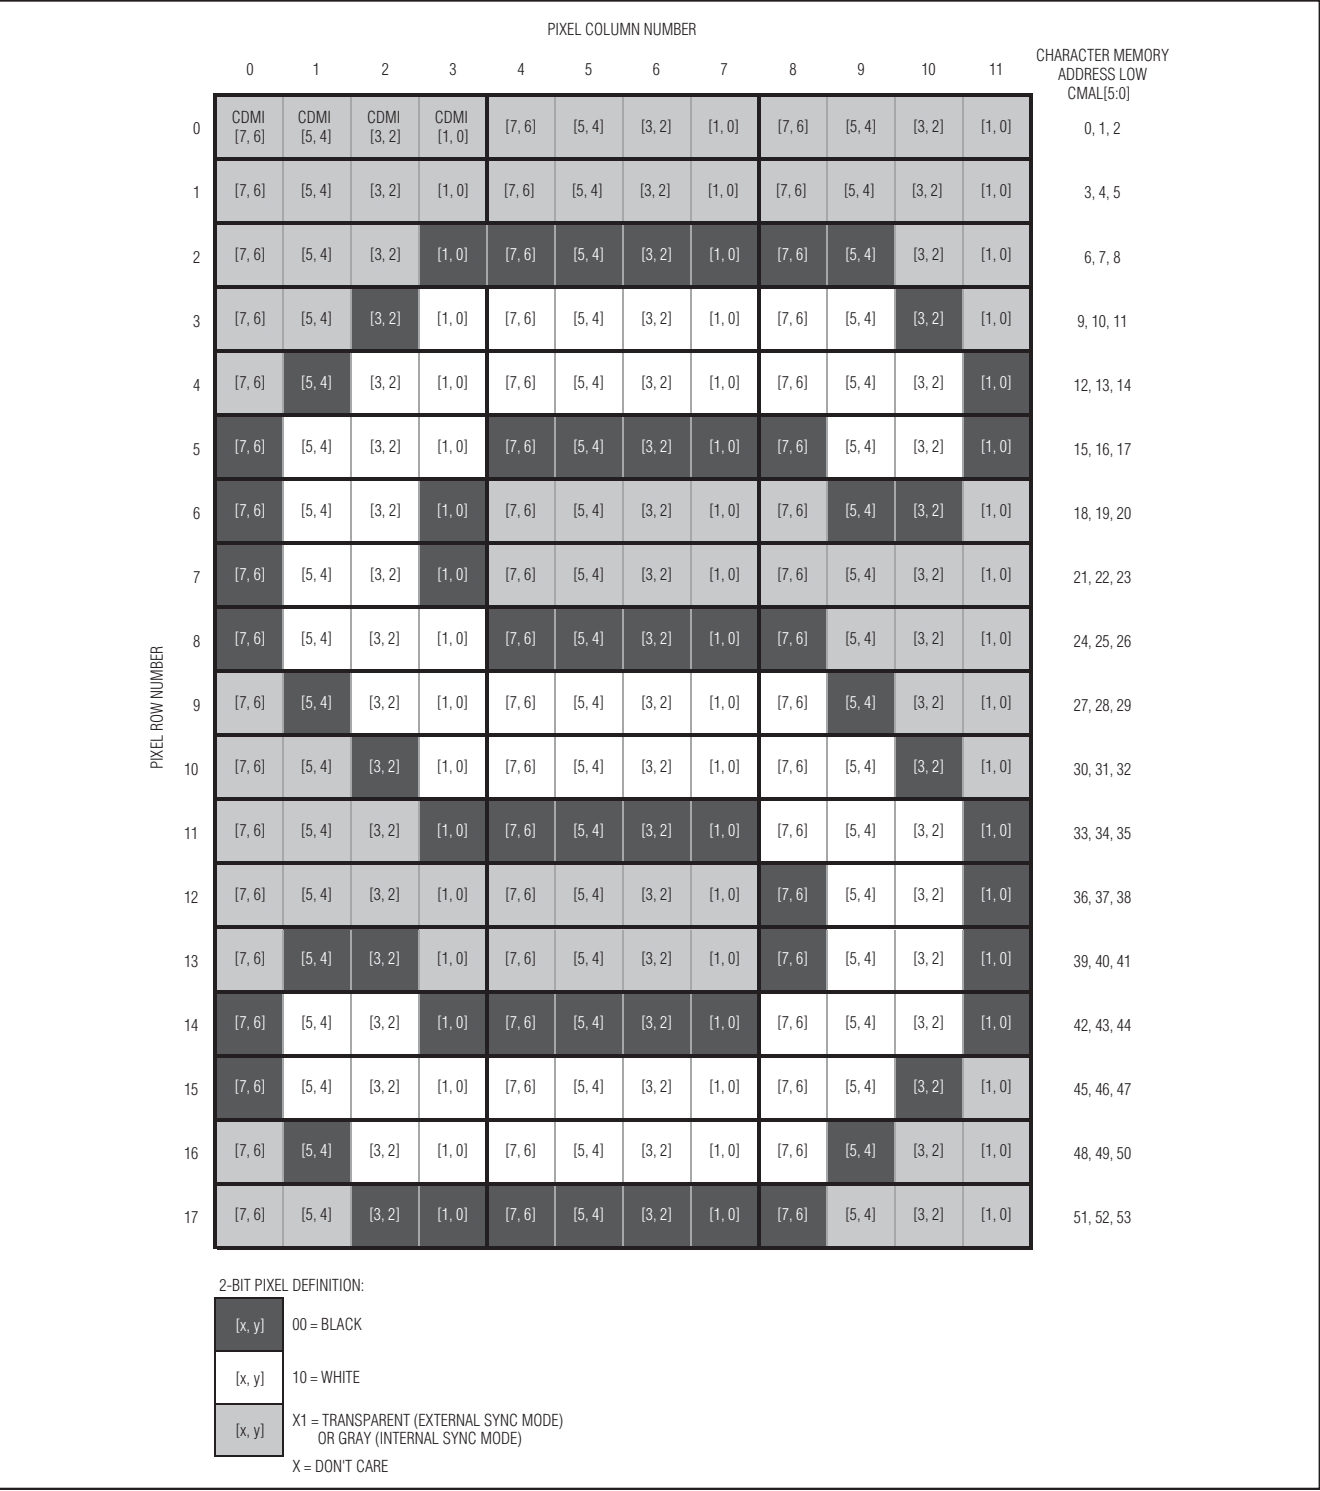 PIXEL COLUMN NUMBER
0 1 2 3 4 5 6 7 8 9 10 11
CHARACTER MEMORY
ADDRESS LOW
CMAL[5:0]
0 CDMI [7, 6] CDMI [5, 4] CDMI [3, 2] CDMI [1, 0] [7, 6] [5, 4] [3, 2] [1, 0] [7, 6] [5, 4] [3, 2] [1, 0] 0, 1, 2
1 [7, 6] [5, 4] [3, 2] [1, 0] [7, 6] [5, 4] [3, 2] [1, 0] [7, 6] [5, 4] [3, 2] [1, 0] 3, 4, 5
2 [7, 6] [5, 4] [3, 2] [1, 0] [7, 6] [5, 4] [3, 2] [1, 0] [7, 6] [5, 4] [3, 2] [1, 0] 6, 7, 8
3 [7, 6] [5, 4] [3, 2] [1, 0] [7, 6] [5, 4] [3, 2] [1, 0] [7, 6] [5, 4] [3, 2] [1, 0] 9, 10, 11
4 [7, 6] [5, 4] [3, 2] [1, 0] [7, 6] [5, 4] [3, 2] [1, 0] [7, 6] [5, 4] [3, 2] [1, 0] 12, 13, 14
5 [7, 6] [5, 4] [3, 2] [1, 0] [7, 6] [5, 4] [3, 2] [1, 0] [7, 6] [5, 4] [3, 2] [1, 0] 15, 16, 17
6 [7, 6] [5, 4] [3, 2] [1, 0] [7, 6] [5, 4] [3, 2] [1, 0] [7, 6] [5, 4] [3, 2] [1, 0] 18, 19, 20
7 [7, 6] [5, 4] [3, 2] [1, 0] [7, 6] [5, 4] [3, 2] [1, 0] [7, 6] [5, 4] [3, 2] [1, 0] 21, 22, 23
8 [7, 6] [5, 4] [3, 2] [1, 0] [7, 6] [5, 4] [3, 2] [1, 0] [7, 6] [5, 4] [3, 2] [1, 0] 24, 25, 26
PIXEL ROW NUMBER
9 [7, 6] [5, 4] [3, 2] [1, 0] [7, 6] [5, 4] [3, 2] [1, 0] [7, 6] [5, 4] [3, 2] [1, 0] 27, 28, 29
10 [7, 6] [5, 4] [3, 2] [1, 0] [7, 6] [5, 4] [3, 2] [1, 0] [7, 6] [5, 4] [3, 2] [1, 0] 30, 31, 32
11 [7, 6] [5, 4] [3, 2] [1, 0] [7, 6] [5, 4] [3, 2] [1, 0] [7, 6] [5, 4] [3, 2] [1, 0] 33, 34, 35
12 [7, 6] [5, 4] [3, 2] [1, 0] [7, 6] [5, 4] [3, 2] [1, 0] [7, 6] [5, 4] [3, 2] [1, 0] 36, 37, 38
13 [7, 6] [5, 4] [3, 2] [1, 0] [7, 6] [5, 4] [3, 2] [1, 0] [7, 6] [5, 4] [3, 2] [1, 0] 39, 40, 41
14 [7, 6] [5, 4] [3, 2] [1, 0] [7, 6] [5, 4] [3, 2] [1, 0] [7, 6] [5, 4] [3, 2] [1, 0] 42, 43, 44
15 [7, 6] [5, 4] [3, 2] [1, 0] [7, 6] [5, 4] [3, 2] [1, 0] [7, 6] [5, 4] [3, 2] [1, 0] 45, 46, 47
16 [7, 6] [5, 4] [3, 2] [1, 0] [7, 6] [5, 4] [3, 2] [1, 0] [7, 6] [5, 4] [3, 2] [1, 0] 48, 49, 50
17 [7, 6] [5, 4] [3, 2] [1, 0] [7, 6] [5, 4] [3, 2] [1, 0] [7, 6] [5, 4] [3, 2] [1, 0] 51, 52, 53
2-BIT PIXEL DEFINITION:
[x, y] 00 = BLACK
[x, y] 10 = WHITE
[x, y] X1 = TRANSPARENT (EXTERNAL SYNC MODE)
OR GRAY (INTERNAL SYNC MODE)
X = DON'T CARE